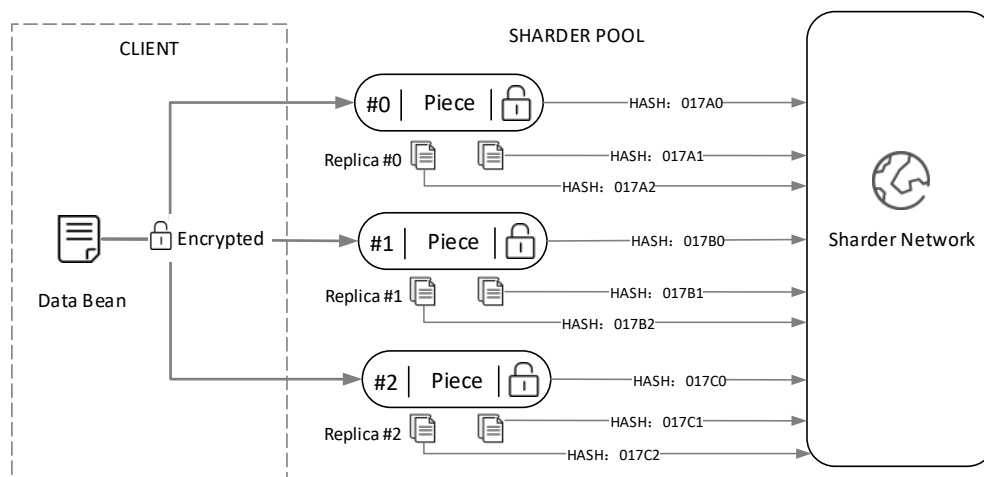 CLIENT
SHARDER POOL
#0 Piece
HASH：017A0
Replica #0
HASH：017A1
HASH：017A2
Encrypted
#1 Piece
HASH：017B0
Sharder Network
Data Bean
Replica #1
HASH：017B1
HASH：017B2
#2 Piece
HASH：017C0
Replica #2
HASH：017C1
HASH：017C2